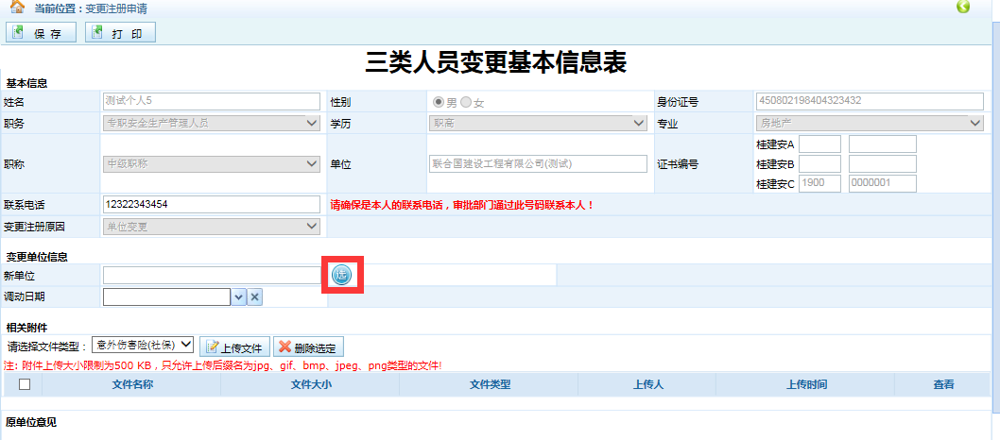 当前位置：变更注册申请
保 存 打 印
三类人员变更基本信息表
基本信息
姓名 测试个人5 性别 男 女 身份证号 450802198404323432
职务 专职安全生产管理人员 学历 职高 专业 房地产
职称 中级职称 单位 联合国建设工程有限公司(测试) 证书编号
桂建安A
桂建安B
桂建安C 1900 0000001
联系电话 12322343454 请确保是本人的联系电话，审批部门通过此号码联系本人！
变更注册原因 单位变更
变更单位信息
新单位 选
调动日期
相关附件
请选择文件类型： 意外伤害险(社保) 上传文件 删除选定
注: 附件上传大小限制为500 KB，只允许上传后缀名为jpg、gif、bmp、jpeg、png类型的文件!
文件名称 文件大小 文件类型 上传人 上传时间 查看
原单位意见